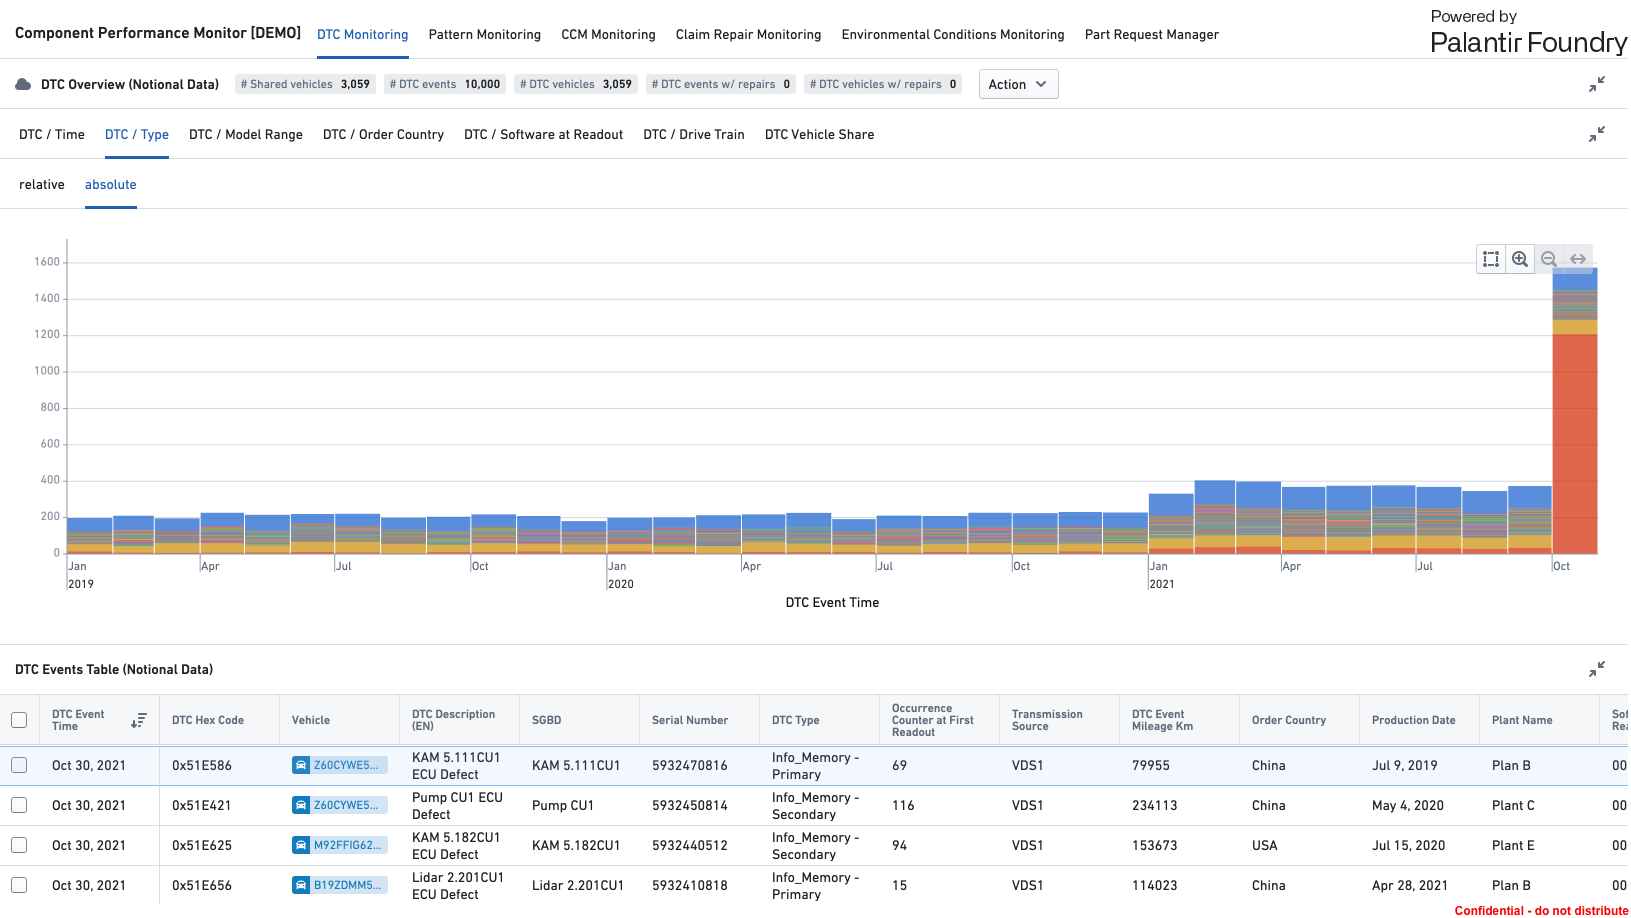 Component Performance Monitor [DEMO] DTC Monitoring Pattern Monitoring CCM Monitoring Claim Repair Monitoring Environmental Conditions Monitoring Part Request Manager
Powered by
Palantir Foundry
DTC Overview (Notional Data) # Shared vehicles 3,059 # DTC events 10,000 # DTC vehicles 3,059 # DTC events w/ repairs 0 # DTC vehicles w/ repairs 0 Action
DTC / Time DTC / Type DTC / Model Range DTC / Order Country DTC / Software at Readout DTC / Drive Train DTC Vehicle Share
relative absolute
1600
1400
1200
1000
800
600
400
200
0
Jan Apr Jul Oct Jan Apr Jul Oct Jan Apr Jul Oct
2019 2020 2021
DTC Event Time
DTC Events Table (Notional Data)
DTC Event Time DTC Hex Code Vehicle DTC Description (EN) SGBD Serial Number DTC Type Occurrence Counter at First Readout Transmission Source DTC Event Mileage Km Order Country Production Date Plant Name
Oct 30, 2021 0x51E586 Z60CYWE5... KAM 5.111CU1 ECU Defect KAM 5.111CU1 5932470816 Info_Memory - Primary 69 VDS1 79955 China Jul 9, 2019 Plan B 00
Oct 30, 2021 0x51E421 Z60CYWE5... Pump CU1 ECU Defect Pump CU1 5932450814 Info_Memory - Secondary 116 VDS1 234113 China May 4, 2020 Plant C 00
Oct 30, 2021 0x51E625 M92FFIG62... KAM 5.182CU1 ECU Defect KAM 5.182CU1 5932440512 Info_Memory - Secondary 94 VDS1 153673 USA Jul 15, 2020 Plant E 00
Oct 30, 2021 0x51E656 B19ZDMM5... Lidar 2.201CU1 ECU Defect Lidar 2.201CU1 5932410818 Info_Memory - Primary 15 VDS1 114023 China Apr 28, 2021 Plan B 00
Confidential - do not distribute